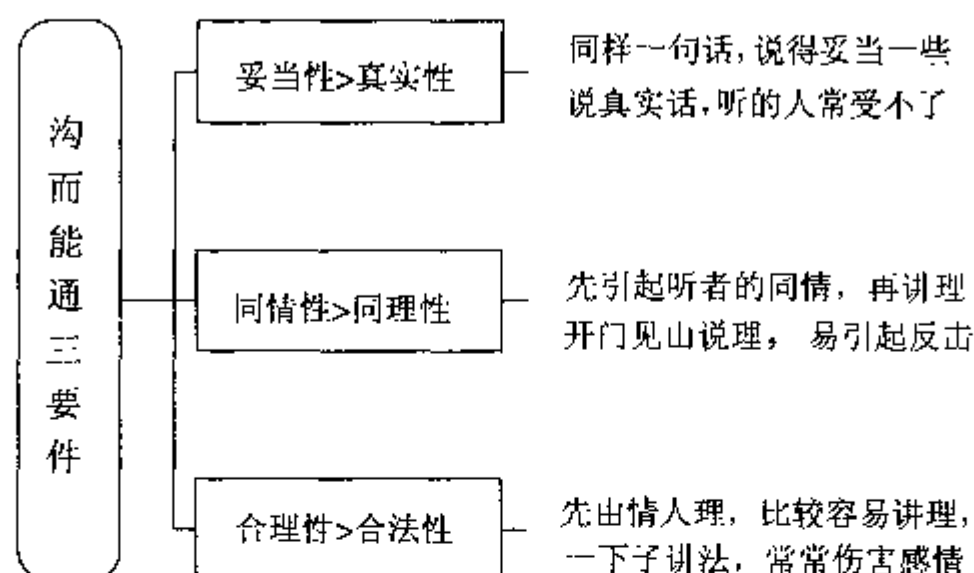 沟而能通三要件
妥当性>真实性
同样一句话,说得妥当一些
说真实话,听的人常受不了
同情性>同理性
先引起听者的同情，再讲理
开门见山说理，易引起反击
合理性>合法性
先由情人理，比较容易讲理,
一下子讲法，常常伤害感情